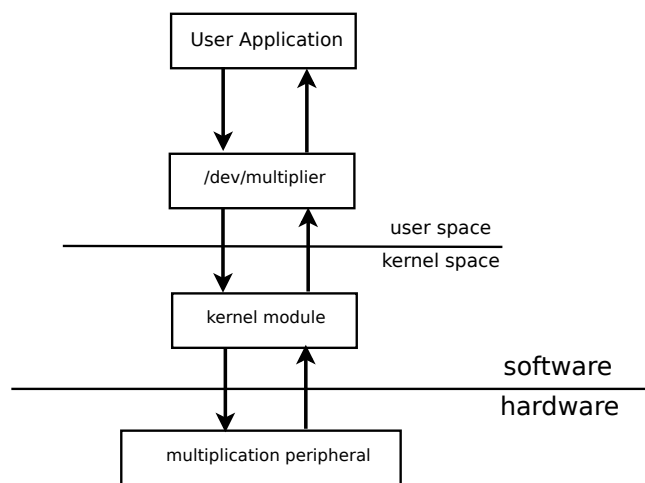 User Application
/dev/multiplier
user space
kernel space
kernel module
software
hardware
multiplication peripheral